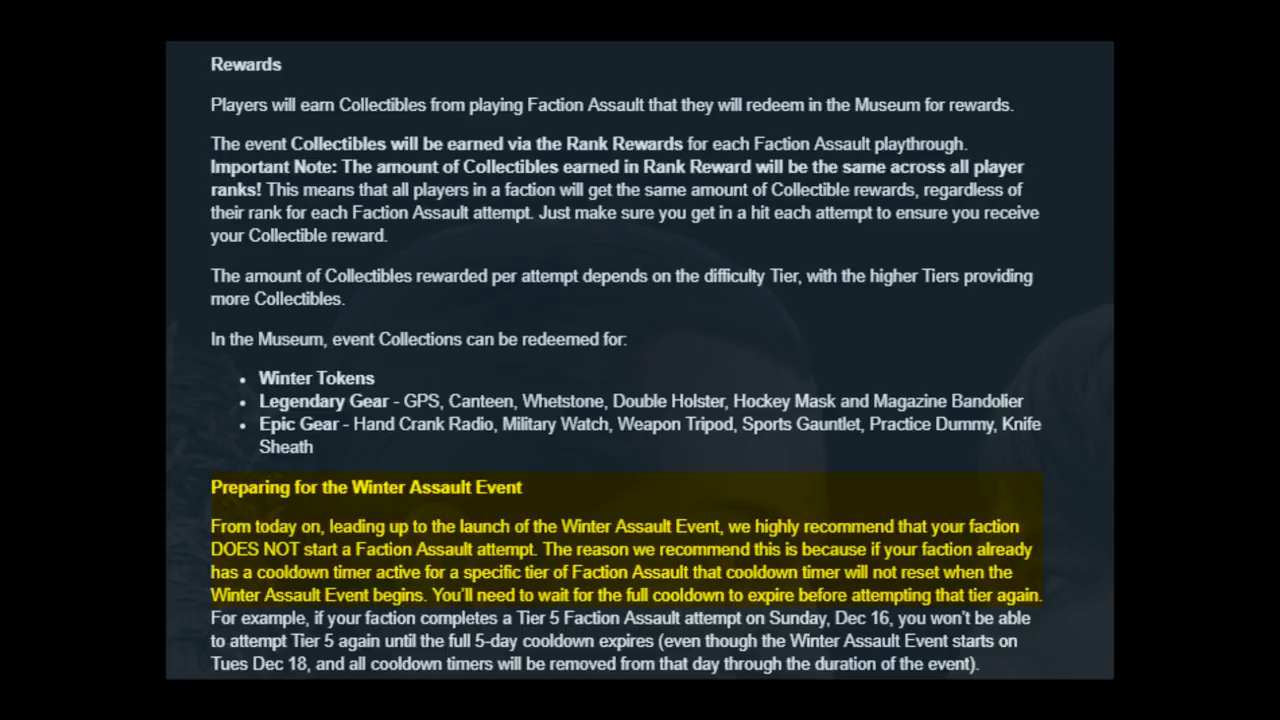 Rewards
Players will earn Collectibles from playing Faction Assault that they will redeem in the Museum for rewards.
The event Collectibles will be earned via the Rank Rewards for each Faction Assault playthrough.
Important Note: The amount of Collectibles earned in Rank Reward will be the same across all player
ranks! This means that all players in a faction will get the same amount of Collectible rewards, regardless of
their rank for each Faction Assault attempt. Just make sure you get in a hit each attempt to ensure you receive
your Collectible reward.
The amount of Collectibles rewarded per attempt depends on the difficulty Tier, with the higher Tiers providing
more Collectibles.
In the Museum, event Collections can be redeemed for:
• Winter Tokens
• Legendary Gear - GPS, Canteen, Whetstone, Double Holster, Hockey Mask and Magazine Bandolier
• Epic Gear - Hand Crank Radio, Military Watch, Weapon Tripod, Sports Gauntlet, Practice Dummy, Knife
Sheath
Preparing for the Winter Assault Event
From today on, leading up to the launch of the Winter Assault Event, we highly recommend that your faction
DOES NOT start a Faction Assault attempt. The reason we recommend this is because if your faction already
has a cooldown timer active for a specific tier of Faction Assault that cooldown timer will not reset when the
Winter Assault Event begins. You'll need to wait for the full cooldown to expire before attempting that tier again.
For example, if your faction completes a Tier 5 Faction Assault attempt on Sunday, Dec 16, you won't be able
to attempt Tier 5 again until the full 5-day cooldown expires (even though the Winter Assault Event starts on
Tues Dec 18, and all cooldown timers will be removed from that day through the duration of the event).